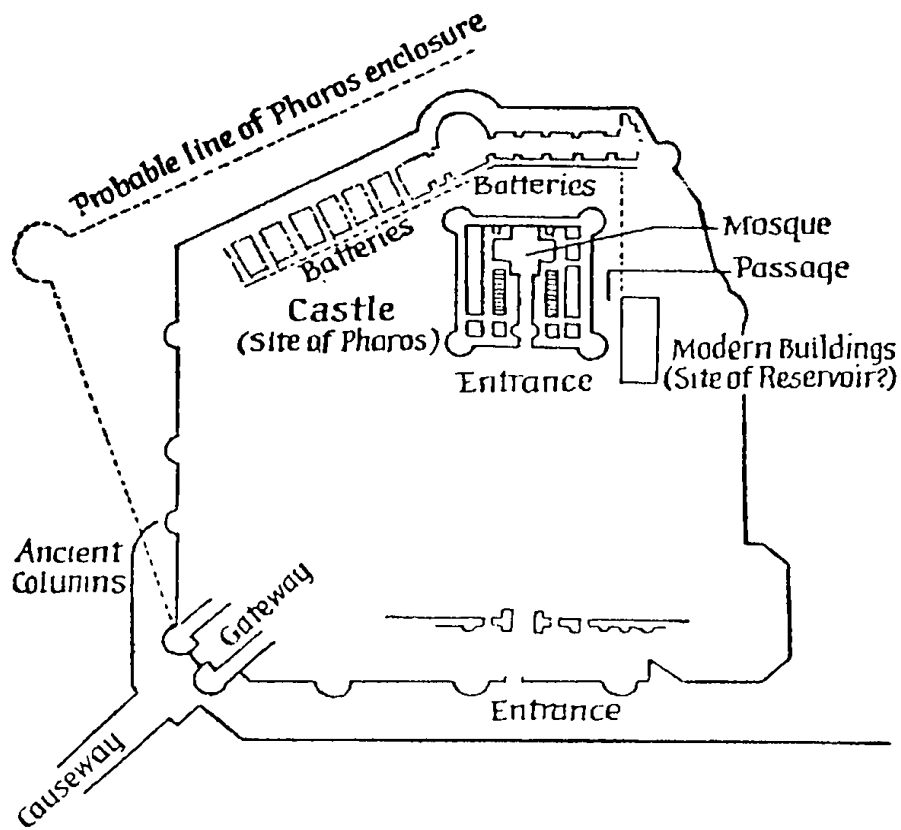 Probable line of Pharos enclosure
Batteries
Batteries
Mosque
Passage
Castle
(Site of Pharos)
Entrance
Modern Buildings
(Site of Reservoir?)
Ancient
Columns
Gateway
Entrance
Causeway